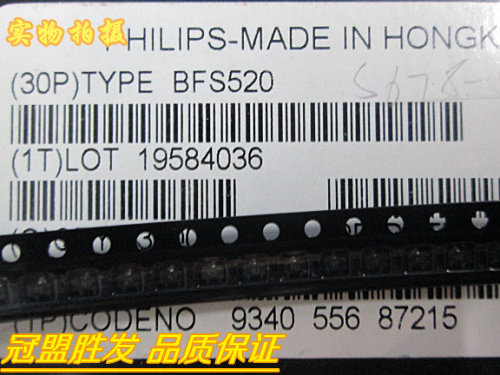 实物拍摄
PHILIPS-MADE IN HONGK
(30P)TYPE BFS520
(1T)LOT 19584036
(1P)CODENO 9340 556 87215
冠盟胜发 品质保证